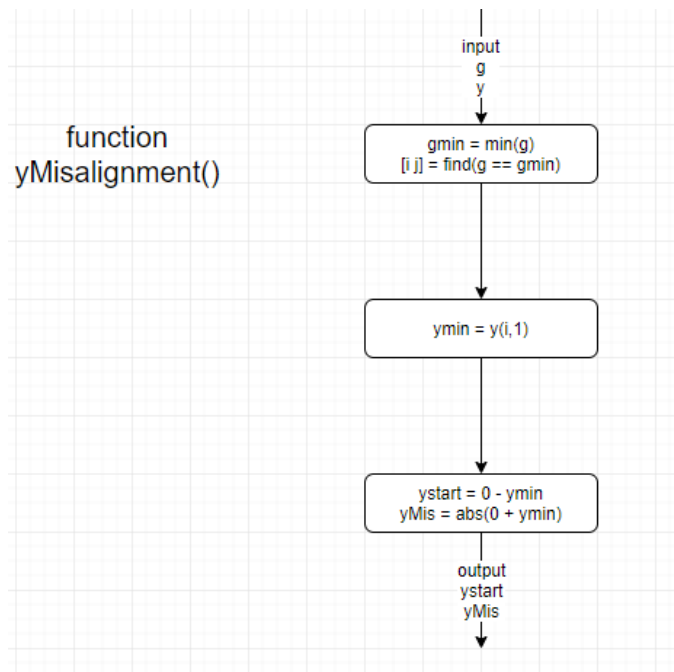 input
g
y
function
yMisalignment()
gmin = min(g)
[i j] = find(g == gmin)
ymin = y(i,1)
ystart = 0 - ymin
yMis = abs(0 + ymin)
output
ystart
yMis